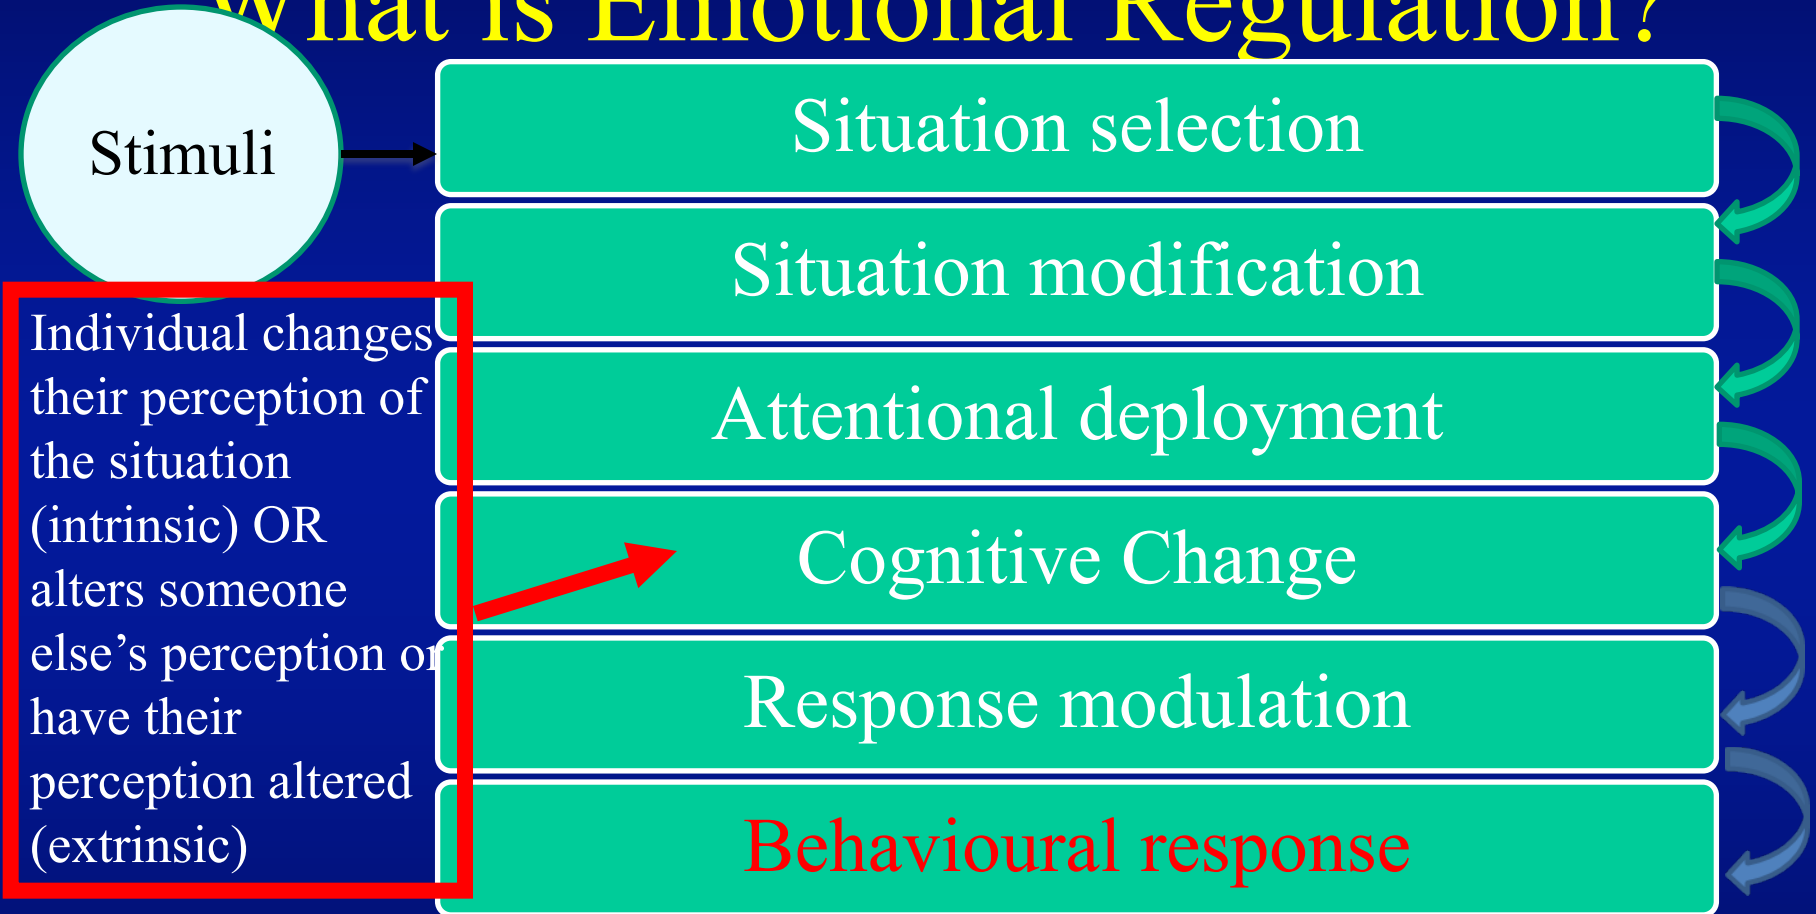 What is Emotional Regulation?
Stimuli
Situation selection
Situation modification
Attentional deployment
Cognitive Change
Response modulation
Behavioural response
Individual changes
their perception of
the situation
(intrinsic) OR
alters someone
else’s perception or
have their
perception altered
(extrinsic)